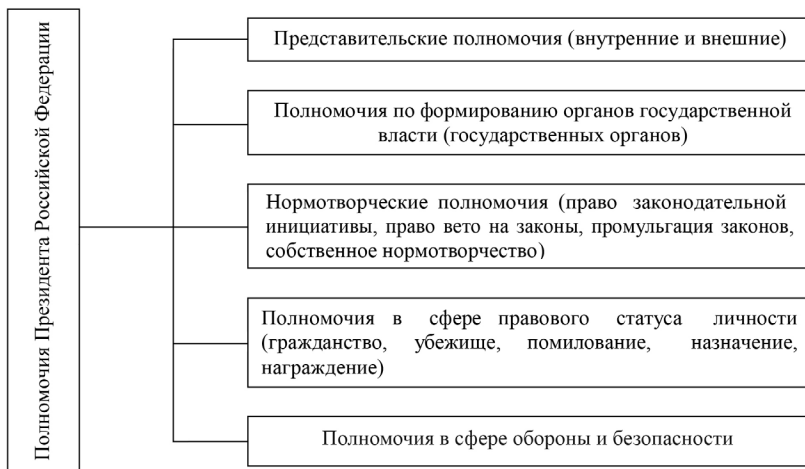 Полномочия Президента Российской Федерации
Представительские полномочия (внутренние и внешние)
Полномочия по формированию органов государственной
власти (государственных органов)
Нормотворческие полномочия (право законодательной
инициативы, право вето на законы, промульгация законов,
собственное нормотворчество)
Полномочия в сфере правового статуса личности
(гражданство, убежище, помилование, назначение,
награждение)
Полномочия в сфере обороны и безопасности